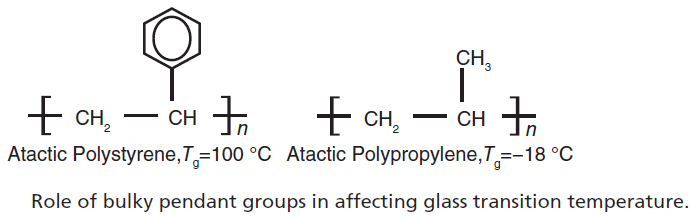 CH₃
CH₂ CH n CH₂ CH n
Atactic Polystyrene,Tg=100 °C Atactic Polypropylene,Tg=–18 °C
Role of bulky pendant groups in affecting glass transition temperature.